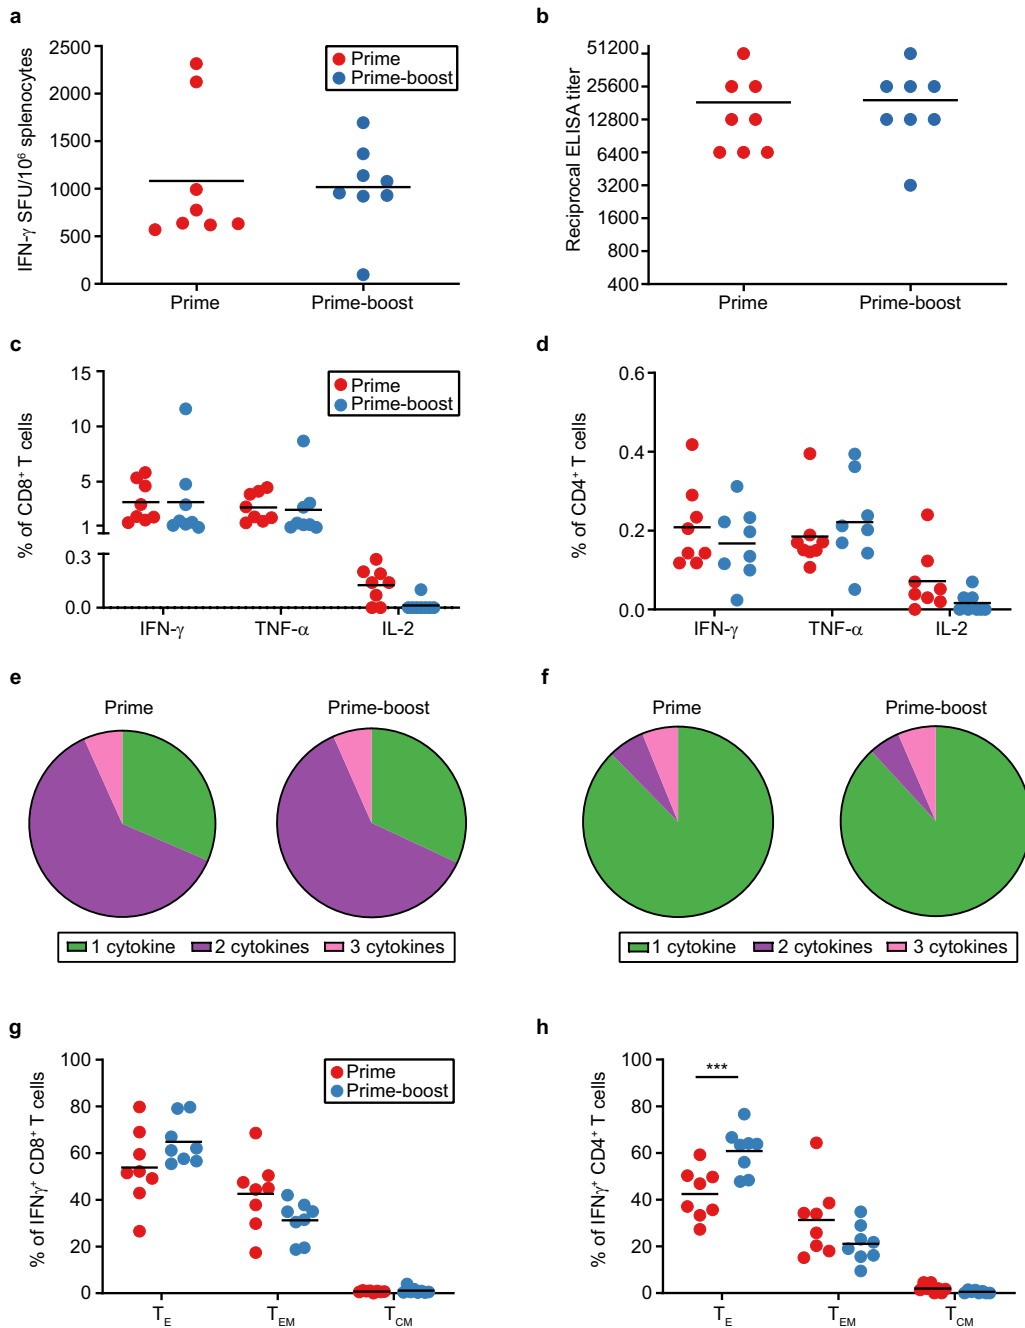 a
IFN-γ SFU/10⁶ splenocytes
2500
2000
1500
1000
500
0
Prime
Prime-boost
Prime
Prime-boost
b
Reciprocal ELISA titer
51200
25600
12800
6400
3200
1600
800
400
Prime
Prime-boost
c
% of CD8⁺ T cells
15
10
5
1
0.3
0.0
Prime
Prime-boost
IFN-γ
TNF-α
IL-2
d
% of CD4⁺ T cells
0.6
0.4
0.2
0.0
IFN-γ
TNF-α
IL-2
e
Prime
Prime-boost
1 cytokine
2 cytokines
3 cytokines
f
Prime
Prime-boost
1 cytokine
2 cytokines
3 cytokines
g
% of IFNγ⁺ CD8⁺ T cells
100
80
60
40
20
0
Prime
Prime-boost
T_E
T_EM
T_CM
h
% of IFNγ⁺ CD4⁺ T cells
100
80
60
40
20
0
***
T_E
T_EM
T_CM